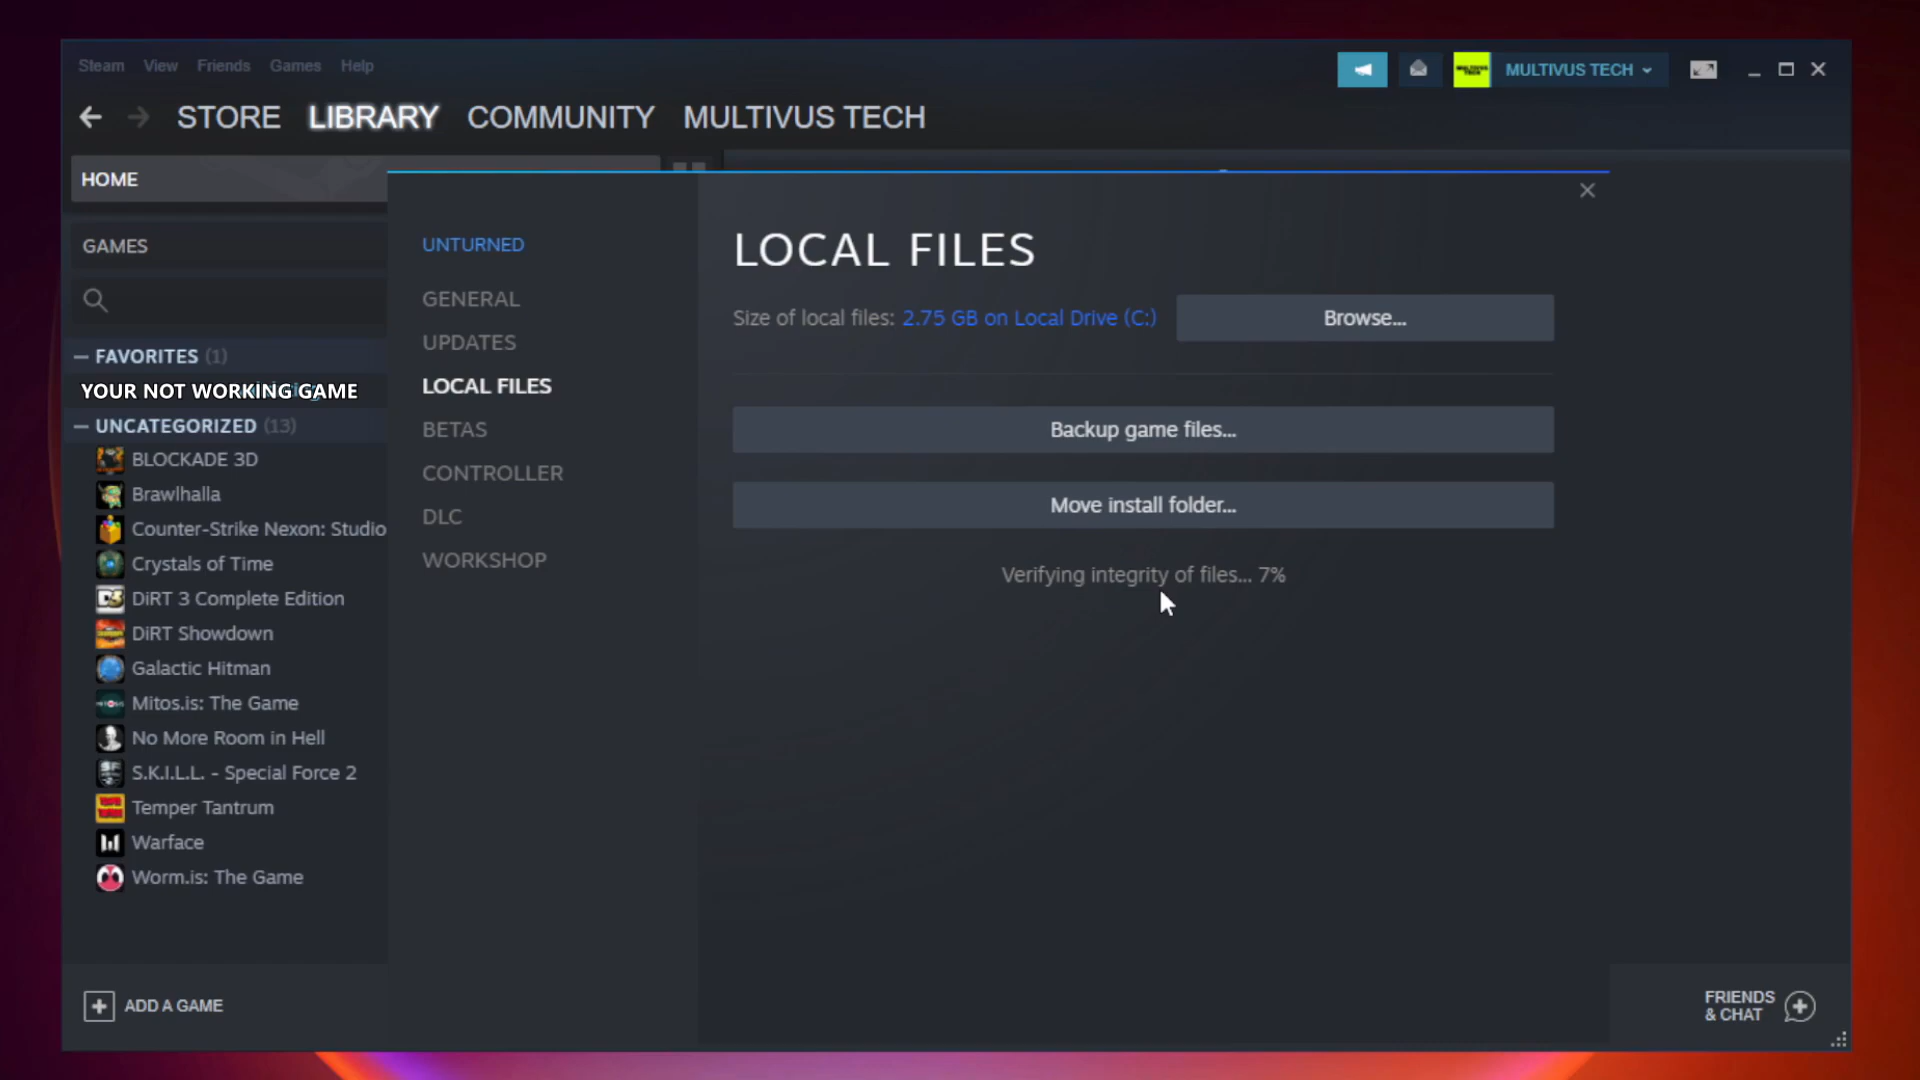 Steam View Friends Games Help
MULTIVUS TECH
STORE LIBRARY COMMUNITY MULTIVUS TECH
HOME
GAMES
— FAVORITES (1)
YOUR NOT WORKING GAME
— UNCATEGORIZED (13)
BLOCKADE 3D
Brawlhalla
Counter-Strike Nexon: Studio
Crystals of Time
DiRT 3 Complete Edition
DiRT Showdown
Galactic Hitman
Mitos.is: The Game
No More Room in Hell
S.K.I.L.L. - Special Force 2
Temper Tantrum
Warface
Worm.is: The Game
ADD A GAME
UNTURNED
GENERAL
UPDATES
LOCAL FILES
BETAS
CONTROLLER
DLC
WORKSHOP
LOCAL FILES
Size of local files: 2.75 GB on Local Drive (C:)
Browse...
Backup game files...
Move install folder...
Verifying integrity of files... 7%
FRIENDS
& CHAT